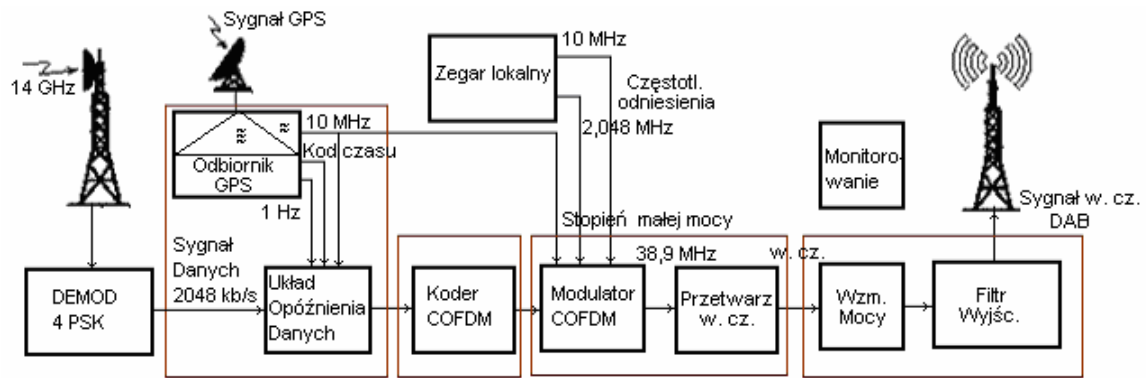 Sygnał GPS
14 GHz
10 MHz
Zegar lokalny
Częstotl.
odniesienia
2,048 MHz
10 MHz
Kod czasu
Odbiornik
GPS
1 Hz
Monitoro-
wanie
Sygnał w. cz.
DAB
Stopień małej mocy
38,9 MHz
w. cz.
Sygnał
Danych
2048 kb/s
DEMOD
4 PSK
Układ
Opóźnienia
Danych
Koder
COFDM
Modulator
COFDM
Przetwarz
w. cz.
Wzm.
Mocy
Filtr
Wyjśc.